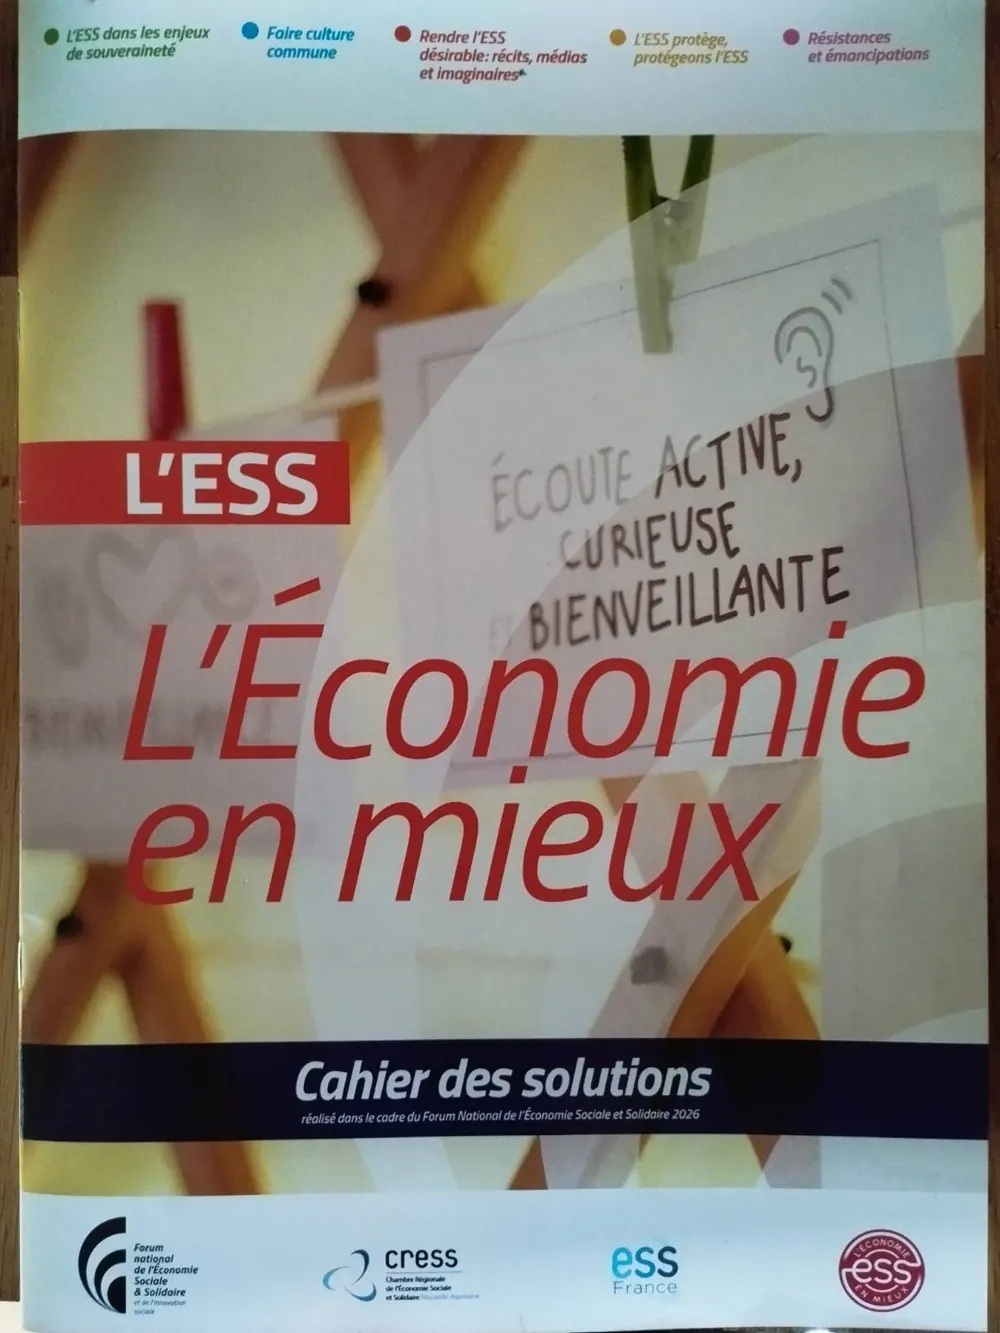 L'ESS dans les enjeux
de souveraineté
Faire culture
commune
Rendre l'ESS
désirable: récits, médias
et imaginaires*
L'ESS protège,
protégeons l'ESS
Résistances
et émancipations
ÉCOUTE ACTIVE,
CURIEUSE
ET BIENVEILLANTE
L'ESS
L'Économie
en mieux
Cahier des solutions
réalisé dans le cadre du Forum National de l'Économie Sociale et Solidaire 2026
Forum
national
de l'Économie
Sociale
& Solidaire
et de l'innovation
sociale
cress
Chambre Régionale
de l'Économie Sociale
et Solidaire Nouvelle-Aquitaine
ess
France
L'ÉCONOMIE
ess
EN MIEUX